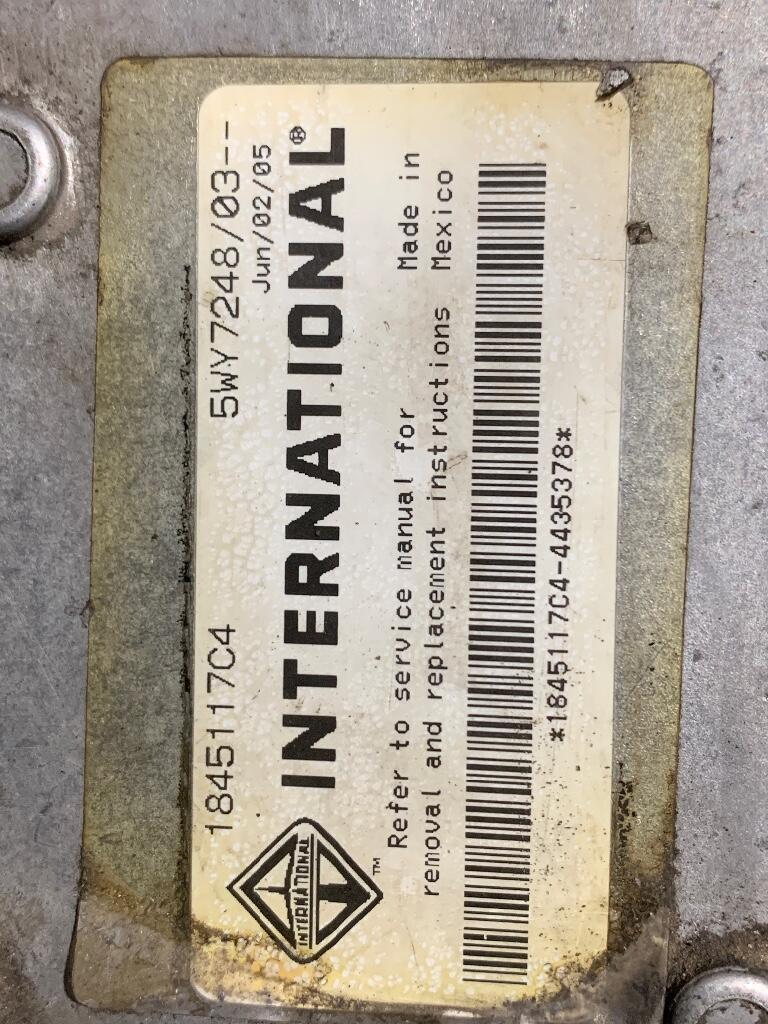 1845117C4 5WY7248/03--
Jun/02/05
INTERNATIONAL®
INTERNATIONAL
™
Refer to service manual for Made in
removal and replacement instructions Mexico
*1845117C4-4435378*